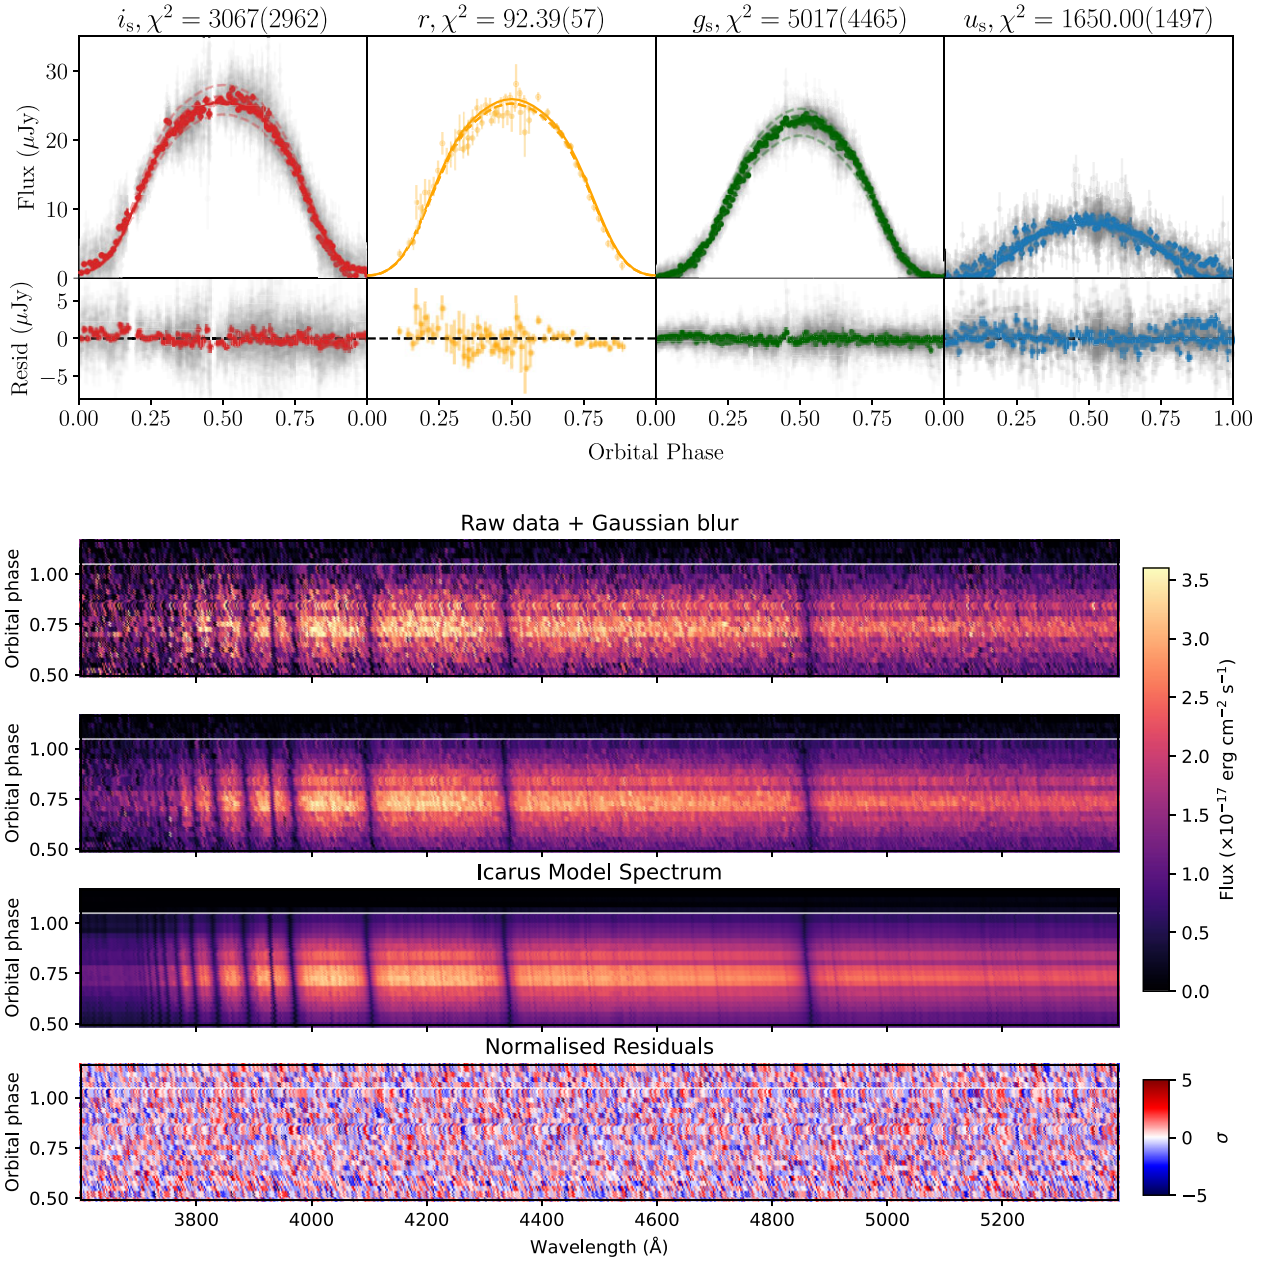 i_s, χ² = 3067(2962) r, χ² = 92.39(57) g_s, χ² = 5017(4465) u_s, χ² = 1650.00(1497)
Flux (μJy)
30
20
10
0
Resid (μJy)
5
0
−5
0.00 0.25 0.50 0.75 0.00 0.25 0.50 0.75 0.00 0.25 0.50 0.75 0.00 0.25 0.50 0.75 1.00
Orbital Phase
Raw data + Gaussian blur
Orbital phase
1.00
0.75
0.50
Orbital phase
1.00
0.75
0.50
Icarus Model Spectrum
Orbital phase
1.00
0.75
0.50
Normalised Residuals
Orbital phase
1.00
0.75
0.50
3800 4000 4200 4400 4600 4800 5000 5200
Wavelength (Å)
3.5
3.0
2.5
2.0
1.5
1.0
0.5
0.0
Flux (×10⁻¹⁷ erg cm⁻² s⁻¹)
5
0
−5
σ